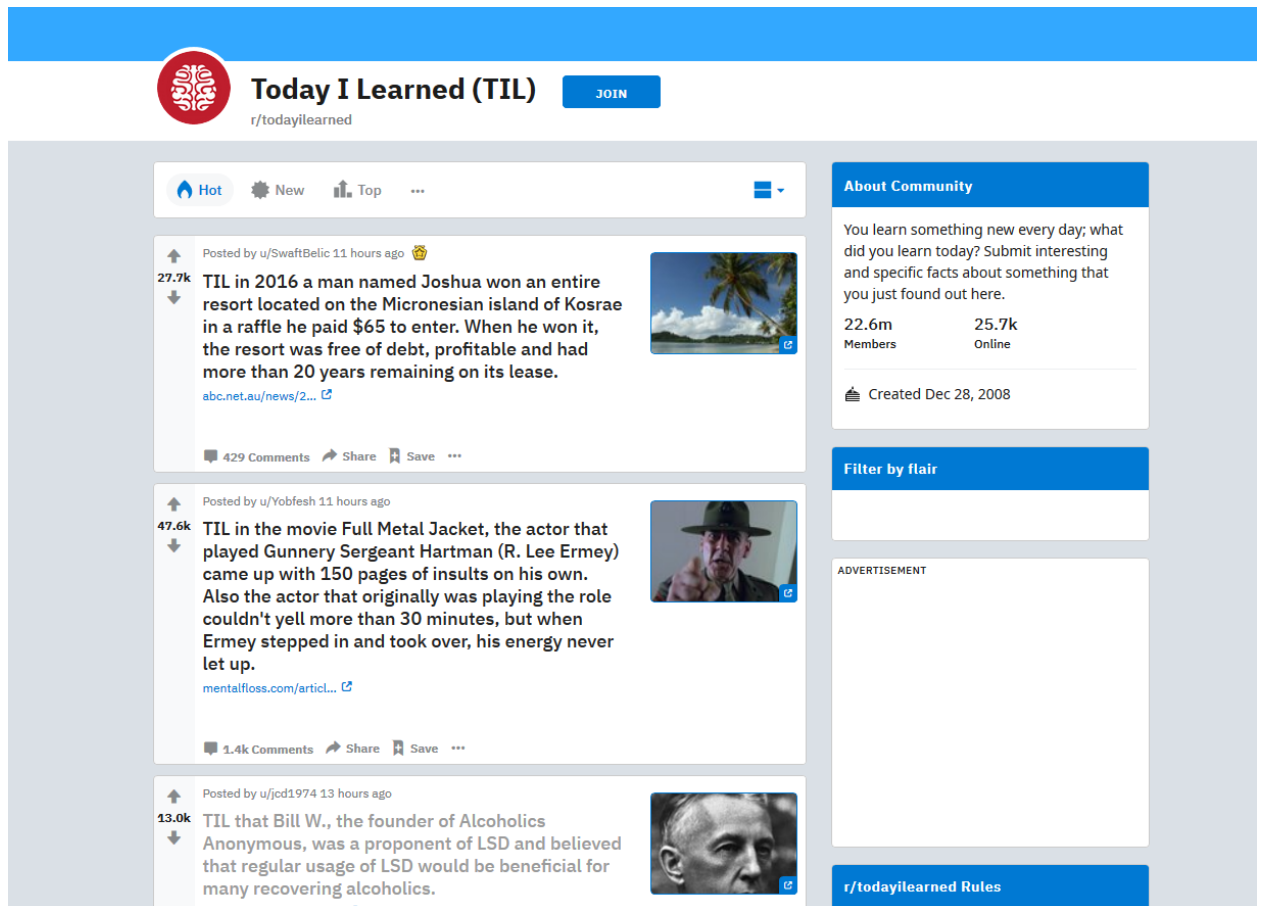 Today I Learned (TIL)
JOIN
r/todayilearned
Hot
New
Top
...
Posted by u/SwaftBelic 11 hours ago
27.7k
TIL in 2016 a man named Joshua won an entire
resort located on the Micronesian island of Kosrae
in a raffle he paid $65 to enter. When he won it,
the resort was free of debt, profitable and had
more than 20 years remaining on its lease.
abc.net.au/news/2...
429 Comments
Share
Save
...
Posted by u/Yobfesh 11 hours ago
47.6k
TIL in the movie Full Metal Jacket, the actor that
played Gunnery Sergeant Hartman (R. Lee Ermey)
came up with 150 pages of insults on his own.
Also the actor that originally was playing the role
couldn't yell more than 30 minutes, but when
Ermey stepped in and took over, his energy never
let up.
mentalfloss.com/articl...
1.4k Comments
Share
Save
...
Posted by u/jcd1974 13 hours ago
13.0k
TIL that Bill W., the founder of Alcoholics
Anonymous, was a proponent of LSD and believed
that regular usage of LSD would be beneficial for
many recovering alcoholics.
About Community
You learn something new every day; what
did you learn today? Submit interesting
and specific facts about something that
you just found out here.
22.6m
Members
25.7k
Online
Created Dec 28, 2008
Filter by flair
ADVERTISEMENT
r/todayilearned Rules